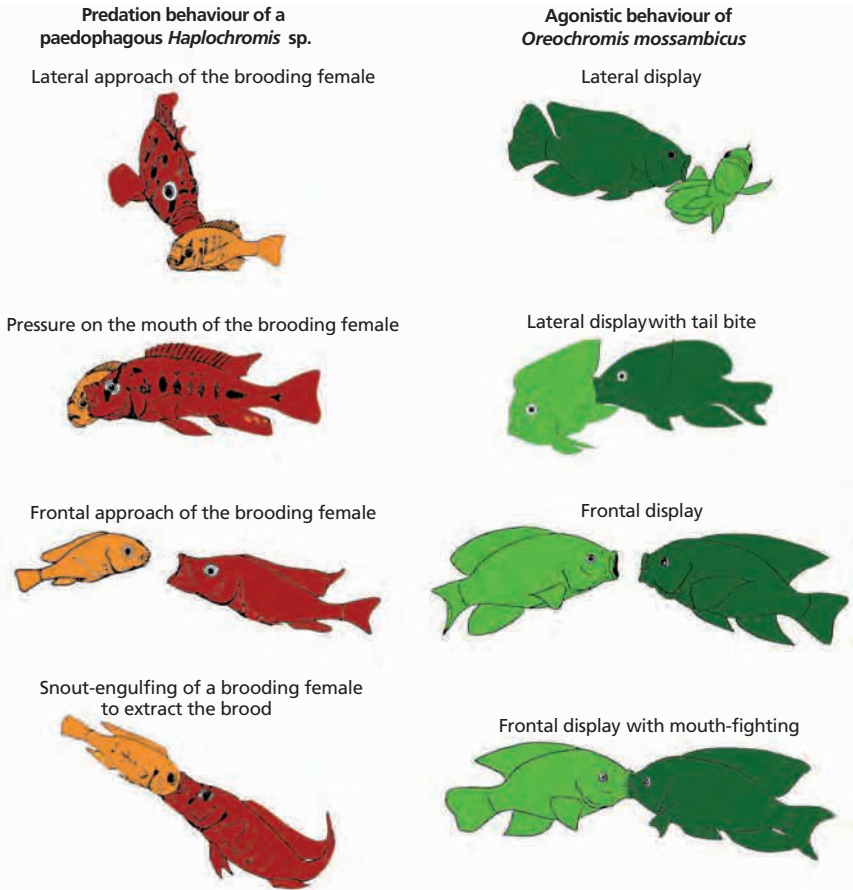 Predation behaviour of a
paedophagous Haplochromis sp.
Lateral approach of the brooding female
Pressure on the mouth of the brooding female
Frontal approach of the brooding female
Snout-engulfing of a brooding female
to extract the brood
Agonistic behaviour of
Oreochromis mossambicus
Lateral display
Lateral displaywith tail bite
Frontal display
Frontal display with mouth-fighting